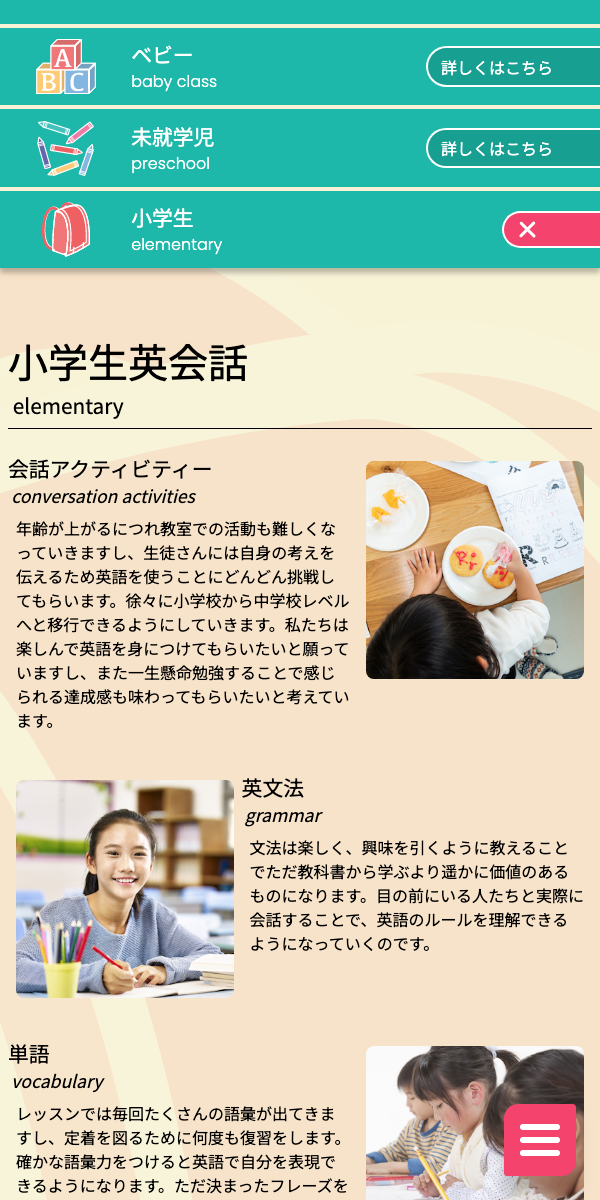 A
B C
ベビー
baby class
詳しくはこちら
未就学児
preschool
詳しくはこちら
小学生
elementary
小学生英会話
elementary
会話アクティビティー
conversation activities
年齢が上がるにつれ教室での活動も難しくな
っていきますし、生徒さんには自身の考えを
伝えるため英語を使うことにどんどん挑戦し
てもらいます。徐々に小学校から中学校レベル
へと移行できるようにしていきます。私たちは
楽しんで英語を身につけてもらいたいと願って
いますし、また一生懸命勉強することで感じ
られる達成感も味わってもらいたいと考えてい
ます。
英文法
grammar
文法は楽しく、興味を引くように教えること
でただ教科書から学ぶより遥かに価値のある
ものになります。目の前にいる人たちと実際に
会話することで、英語のルールを理解できる
ようになっていくのです。
単語
vocabulary
レッスンでは毎回たくさんの語彙が出てきま
すし、定着を図るために何度も復習をします。
確かな語彙力をつけると英語で自分を表現で
きるようになります。ただ決まったフレーズを